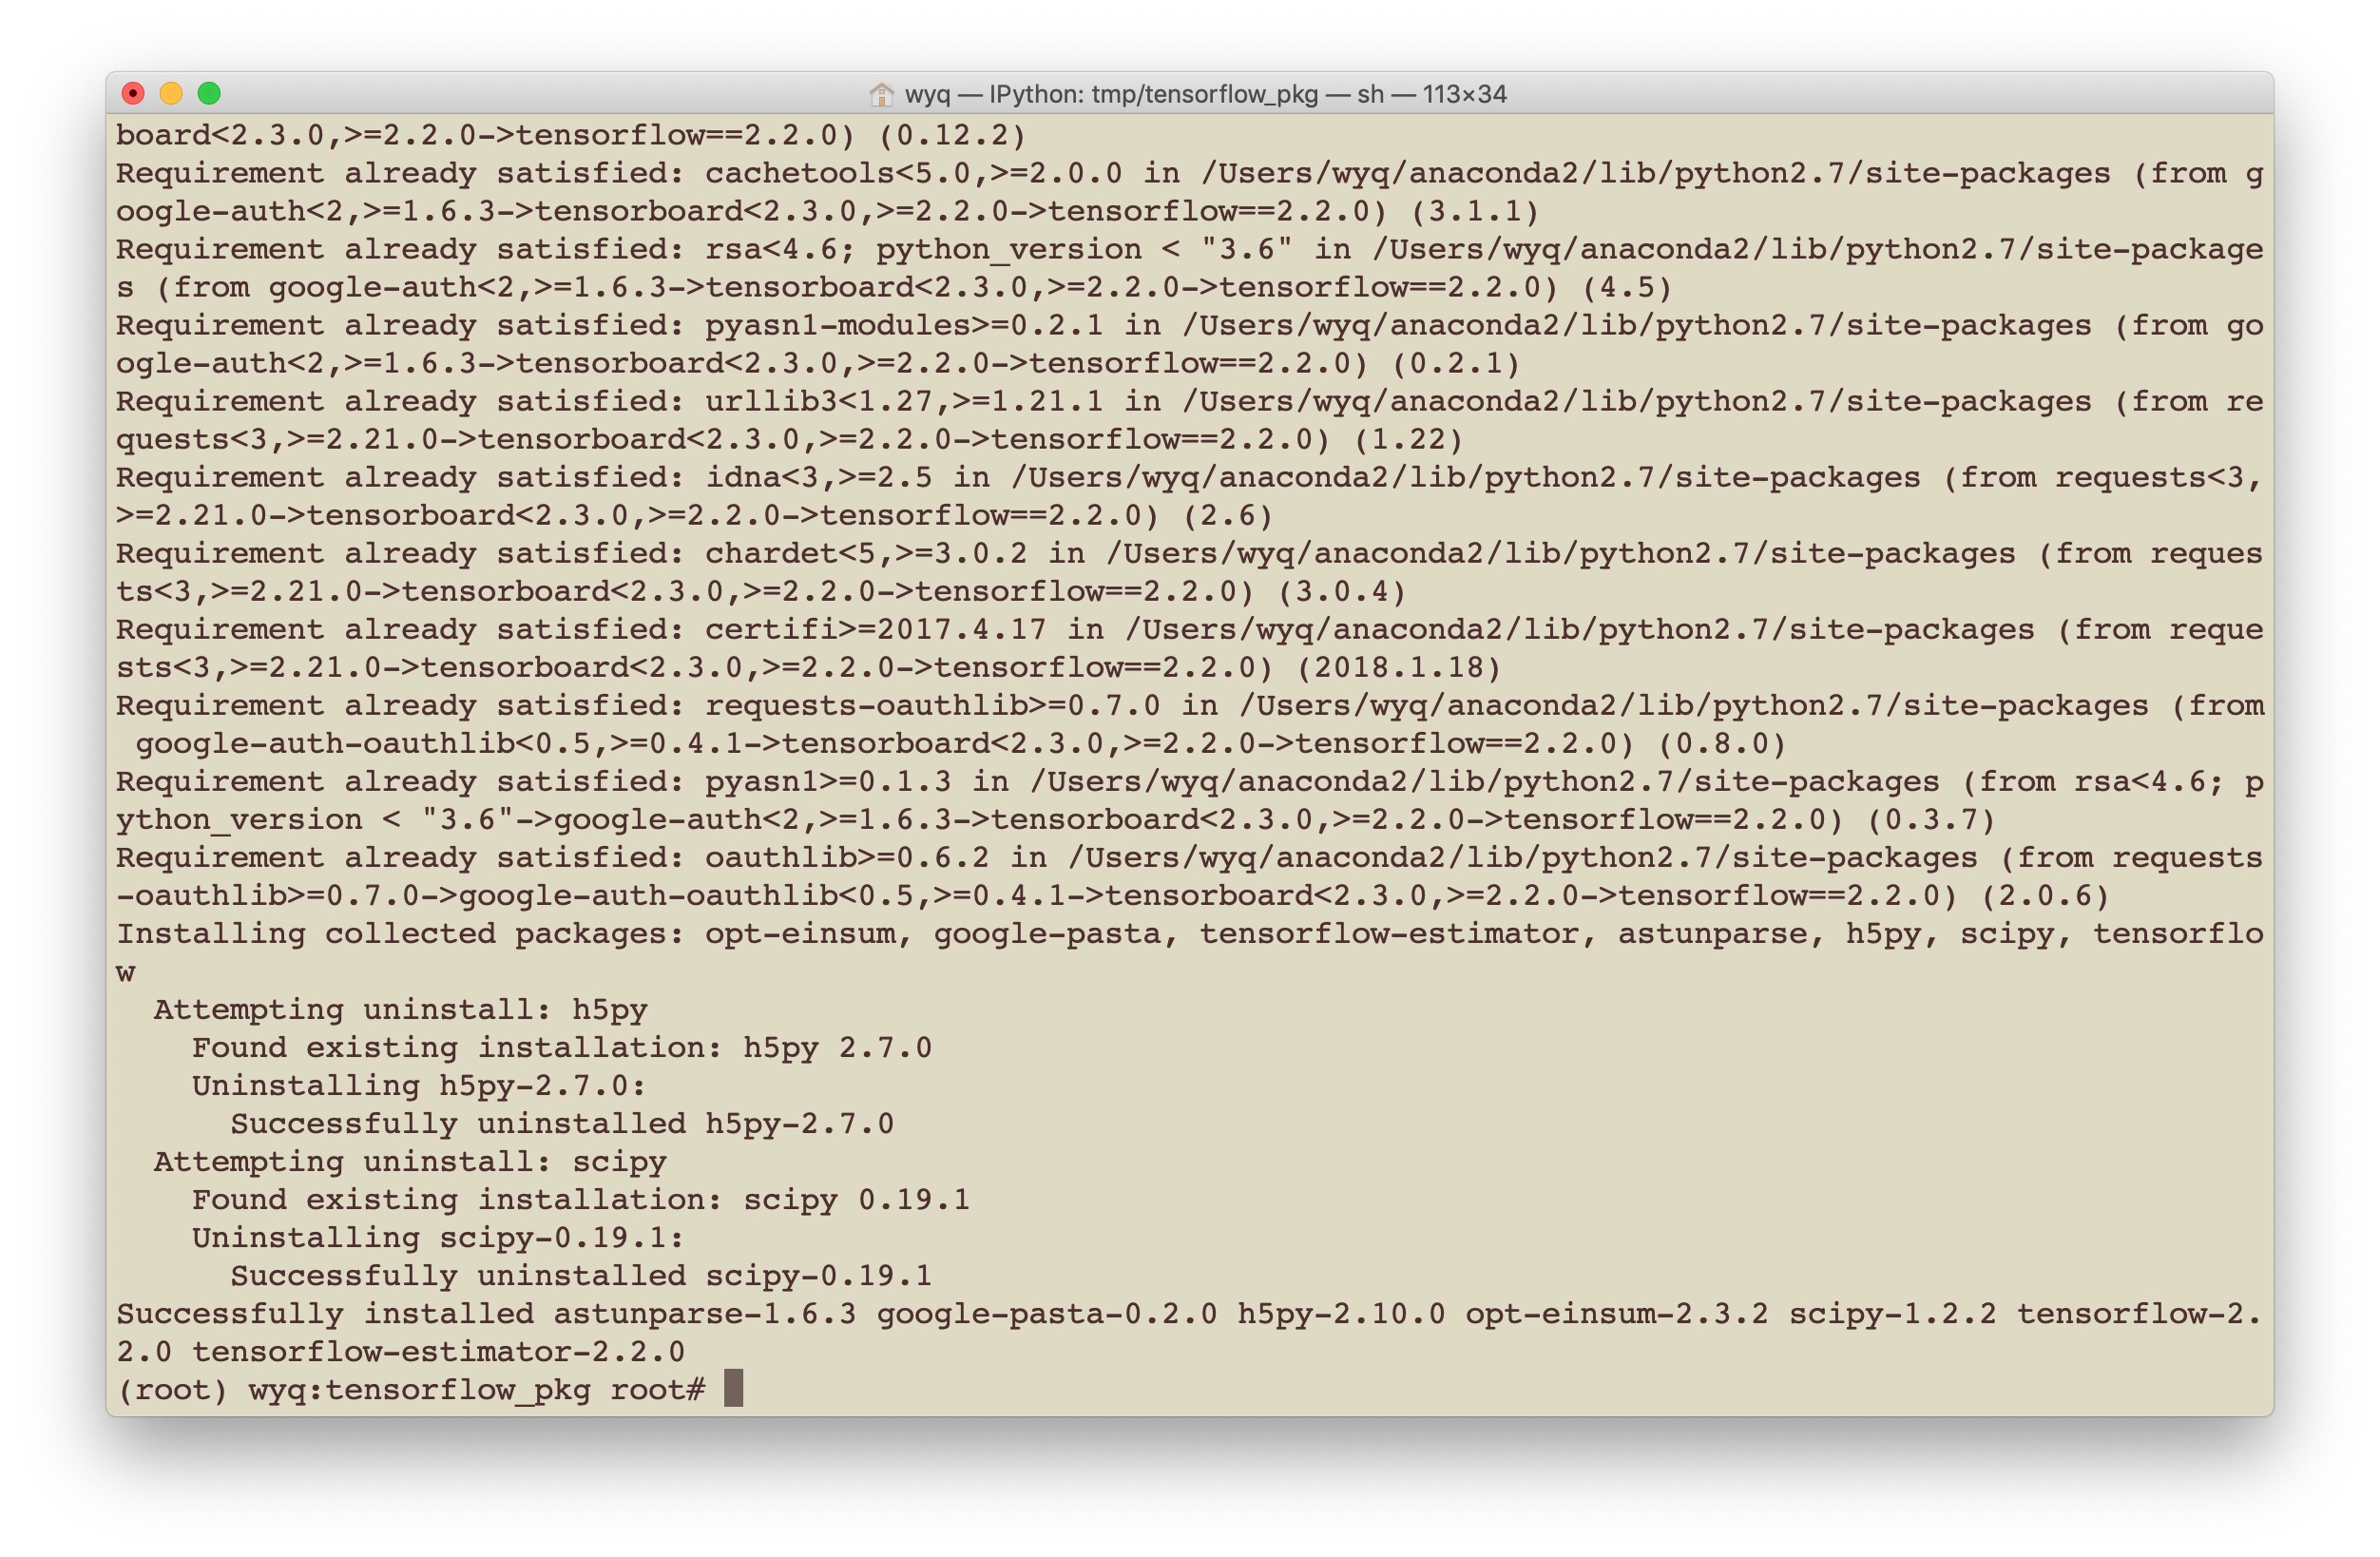 wyq — IPython: tmp/tensorflow_pkg — sh — 113×34
board<2.3.0,>=2.2.0->tensorflow==2.2.0) (0.12.2)
Requirement already satisfied: cachetools<5.0,>=2.0.0 in /Users/wyq/anaconda2/lib/python2.7/site-packages (from g
oogle-auth<2,>=1.6.3->tensorboard<2.3.0,>=2.2.0->tensorflow==2.2.0) (3.1.1)
Requirement already satisfied: rsa<4.6; python_version < "3.6" in /Users/wyq/anaconda2/lib/python2.7/site-package
s (from google-auth<2,>=1.6.3->tensorboard<2.3.0,>=2.2.0->tensorflow==2.2.0) (4.5)
Requirement already satisfied: pyasn1-modules>=0.2.1 in /Users/wyq/anaconda2/lib/python2.7/site-packages (from go
ogle-auth<2,>=1.6.3->tensorboard<2.3.0,>=2.2.0->tensorflow==2.2.0) (0.2.1)
Requirement already satisfied: urllib3<1.27,>=1.21.1 in /Users/wyq/anaconda2/lib/python2.7/site-packages (from re
quests<3,>=2.21.0->tensorboard<2.3.0,>=2.2.0->tensorflow==2.2.0) (1.22)
Requirement already satisfied: idna<3,>=2.5 in /Users/wyq/anaconda2/lib/python2.7/site-packages (from requests<3,
>=2.21.0->tensorboard<2.3.0,>=2.2.0->tensorflow==2.2.0) (2.6)
Requirement already satisfied: chardet<5,>=3.0.2 in /Users/wyq/anaconda2/lib/python2.7/site-packages (from reques
ts<3,>=2.21.0->tensorboard<2.3.0,>=2.2.0->tensorflow==2.2.0) (3.0.4)
Requirement already satisfied: certifi>=2017.4.17 in /Users/wyq/anaconda2/lib/python2.7/site-packages (from reque
sts<3,>=2.21.0->tensorboard<2.3.0,>=2.2.0->tensorflow==2.2.0) (2018.1.18)
Requirement already satisfied: requests-oauthlib>=0.7.0 in /Users/wyq/anaconda2/lib/python2.7/site-packages (from
 google-auth-oauthlib<0.5,>=0.4.1->tensorboard<2.3.0,>=2.2.0->tensorflow==2.2.0) (0.8.0)
Requirement already satisfied: pyasn1>=0.1.3 in /Users/wyq/anaconda2/lib/python2.7/site-packages (from rsa<4.6; p
ython_version < "3.6"->google-auth<2,>=1.6.3->tensorboard<2.3.0,>=2.2.0->tensorflow==2.2.0) (0.3.7)
Requirement already satisfied: oauthlib>=0.6.2 in /Users/wyq/anaconda2/lib/python2.7/site-packages (from requests
-oauthlib>=0.7.0->google-auth-oauthlib<0.5,>=0.4.1->tensorboard<2.3.0,>=2.2.0->tensorflow==2.2.0) (2.0.6)
Installing collected packages: opt-einsum, google-pasta, tensorflow-estimator, astunparse, h5py, scipy, tensorflo
w
  Attempting uninstall: h5py
    Found existing installation: h5py 2.7.0
    Uninstalling h5py-2.7.0:
      Successfully uninstalled h5py-2.7.0
  Attempting uninstall: scipy
    Found existing installation: scipy 0.19.1
    Uninstalling scipy-0.19.1:
      Successfully uninstalled scipy-0.19.1
Successfully installed astunparse-1.6.3 google-pasta-0.2.0 h5py-2.10.0 opt-einsum-2.3.2 scipy-1.2.2 tensorflow-2.
2.0 tensorflow-estimator-2.2.0
(root) wyq:tensorflow_pkg root#